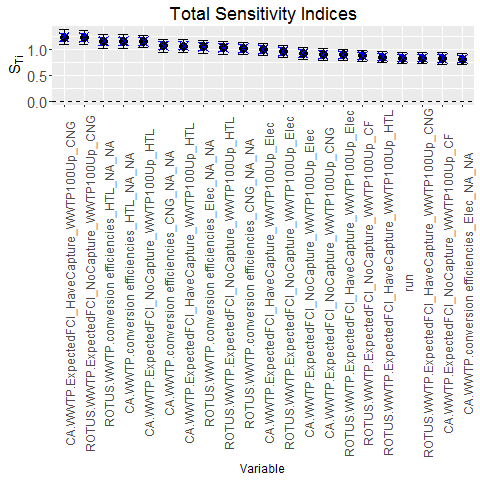 Total Sensitivity Indices
STi
1.0
0.5
0.0
CA.WWTP.ExpectedFCI_HaveCapture_WWTP100Up_CNG
ROTUS.WWTP.ExpectedFCI_NoCapture_WWTP100Up_CNG
ROTUS.WWTP.conversion efficiencies_HTL_NA_NA
CA.WWTP.conversion efficiencies_HTL_NA_NA
CA.WWTP.ExpectedFCI_NoCapture_WWTP100Up_HTL
CA.WWTP.conversion efficiencies_CNG_NA_NA
CA.WWTP.ExpectedFCI_HaveCapture_WWTP100Up_HTL
ROTUS.WWTP.conversion efficiencies_Elec_NA_NA
ROTUS.WWTP.ExpectedFCI_NoCapture_WWTP100Up_HTL
ROTUS.WWTP.conversion efficiencies_CNG_NA_NA
CA.WWTP.ExpectedFCI_HaveCapture_WWTP100Up_Elec
ROTUS.WWTP.ExpectedFCI_NoCapture_WWTP100Up_Elec
CA.WWTP.ExpectedFCI_NoCapture_WWTP100Up_Elec
CA.WWTP.ExpectedFCI_NoCapture_WWTP100Up_CNG
ROTUS.WWTP.ExpectedFCI_HaveCapture_WWTP100Up_Elec
ROTUS.WWTP.ExpectedFCI_NoCapture_WWTP100Up_CF
ROTUS.WWTP.ExpectedFCI_HaveCapture_WWTP100Up_HTL
run
ROTUS.WWTP.ExpectedFCI_HaveCapture_WWTP100Up_CNG
CA.WWTP.ExpectedFCI_NoCapture_WWTP100Up_CF
CA.WWTP.conversion efficiencies_Elec_NA_NA
Variable